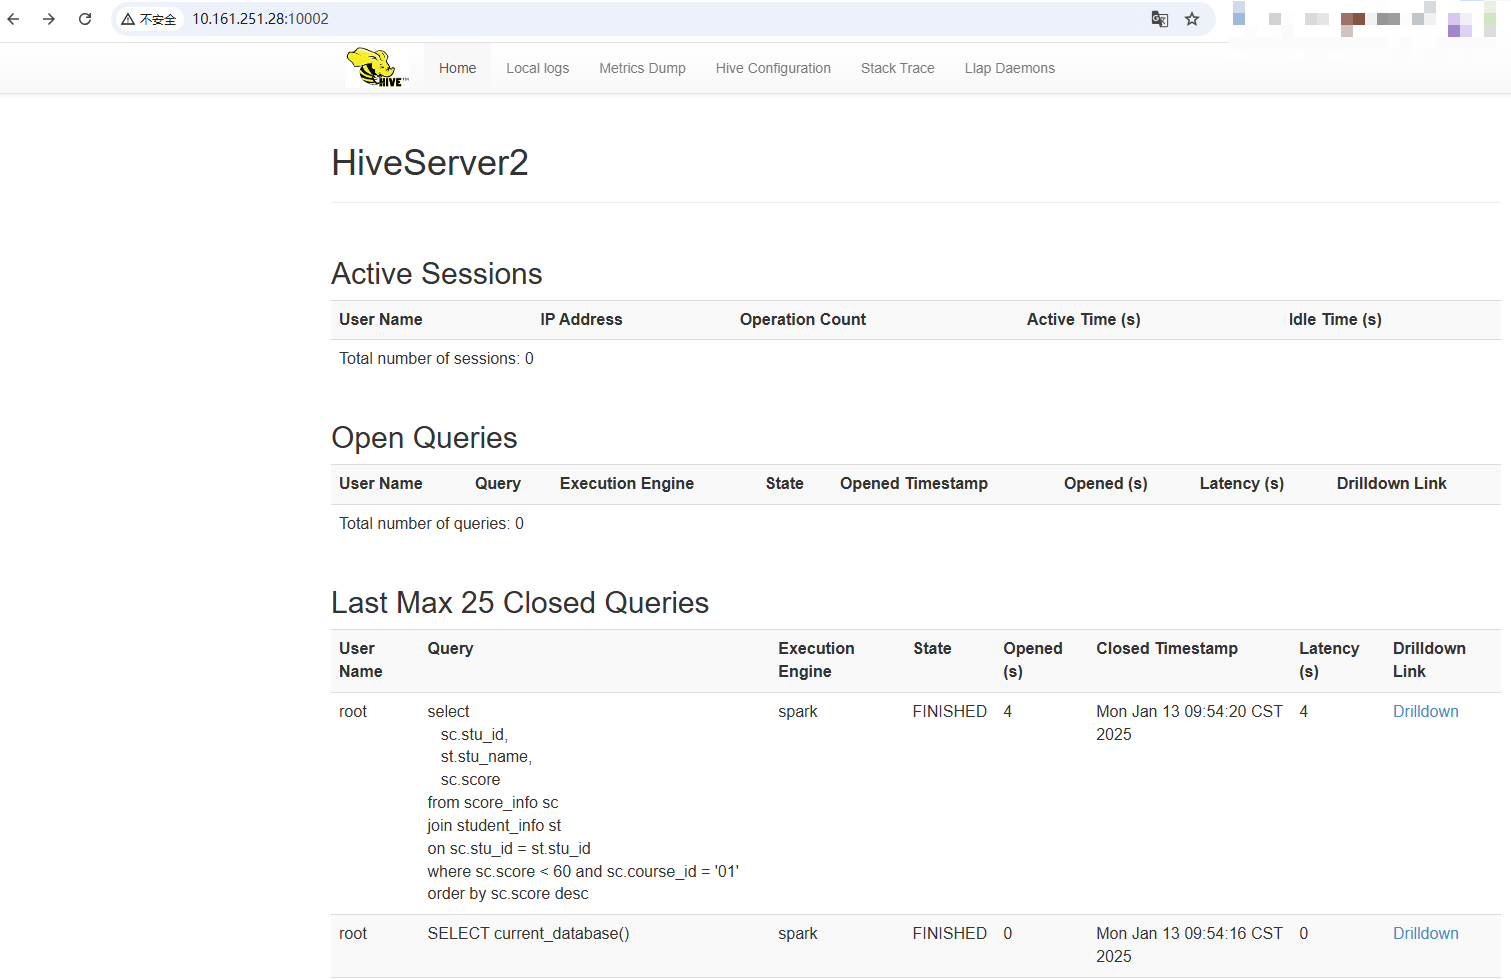 不安全 10.161.251.28:10002
HIVE™ Home Local logs Metrics Dump Hive Configuration Stack Trace Llap Daemons
HiveServer2
Active Sessions
User Name IP Address Operation Count Active Time (s) Idle Time (s)
Total number of sessions: 0
Open Queries
User Name Query Execution Engine State Opened Timestamp Opened (s) Latency (s) Drilldown Link
Total number of queries: 0
Last Max 25 Closed Queries
User Query Execution State Opened Closed Timestamp Latency Drilldown
Name Engine (s) (s) Link
root select spark FINISHED 4 Mon Jan 13 09:54:20 CST 4 Drilldown
sc.stu_id, 2025
st.stu_name,
sc.score
from score_info sc
join student_info st
on sc.stu_id = st.stu_id
where sc.score < 60 and sc.course_id = '01'
order by sc.score desc
root SELECT current_database() spark FINISHED 0 Mon Jan 13 09:54:16 CST 0 Drilldown
2025